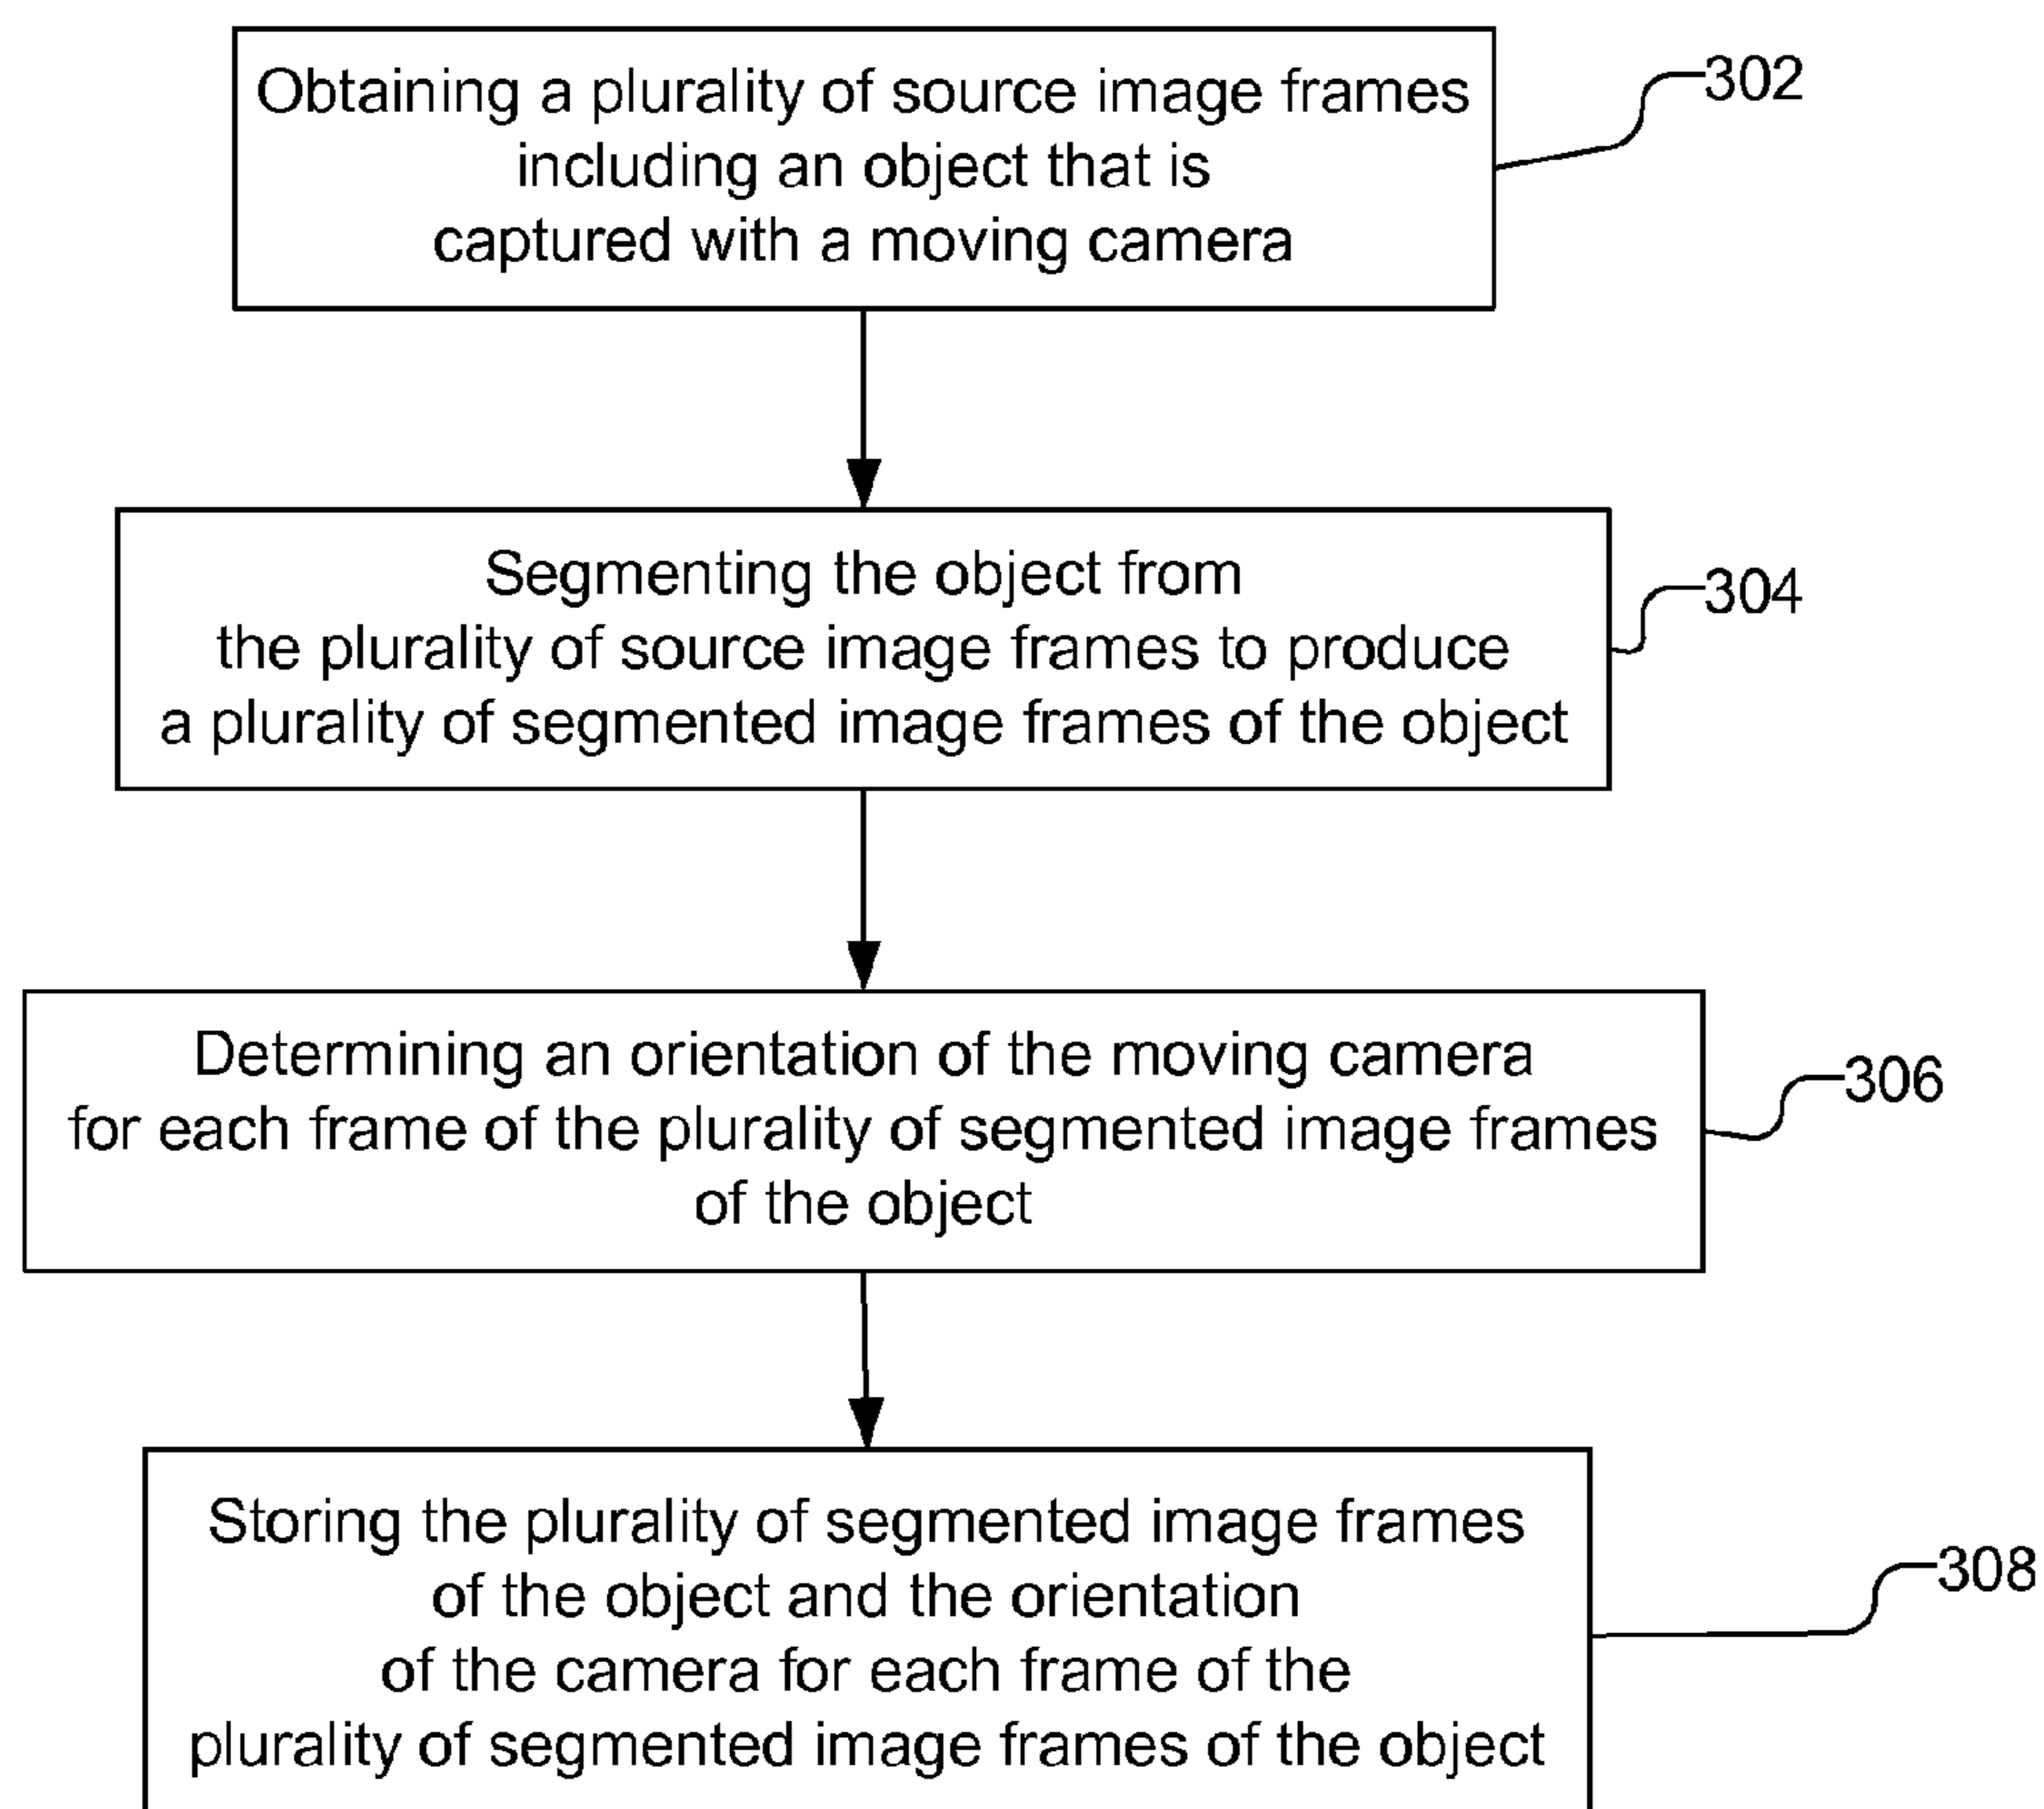 Obtaining a plurality of source image frames
including an object that is
captured with a moving camera
302
Segmenting the object from
the plurality of source image frames to produce
a plurality of segmented image frames of the object
304
Determining an orientation of the moving camera
for each frame of the plurality of segmented image frames
of the object
306
Storing the plurality of segmented image frames
of the object and the orientation
of the camera for each frame of the
plurality of segmented image frames of the object
308